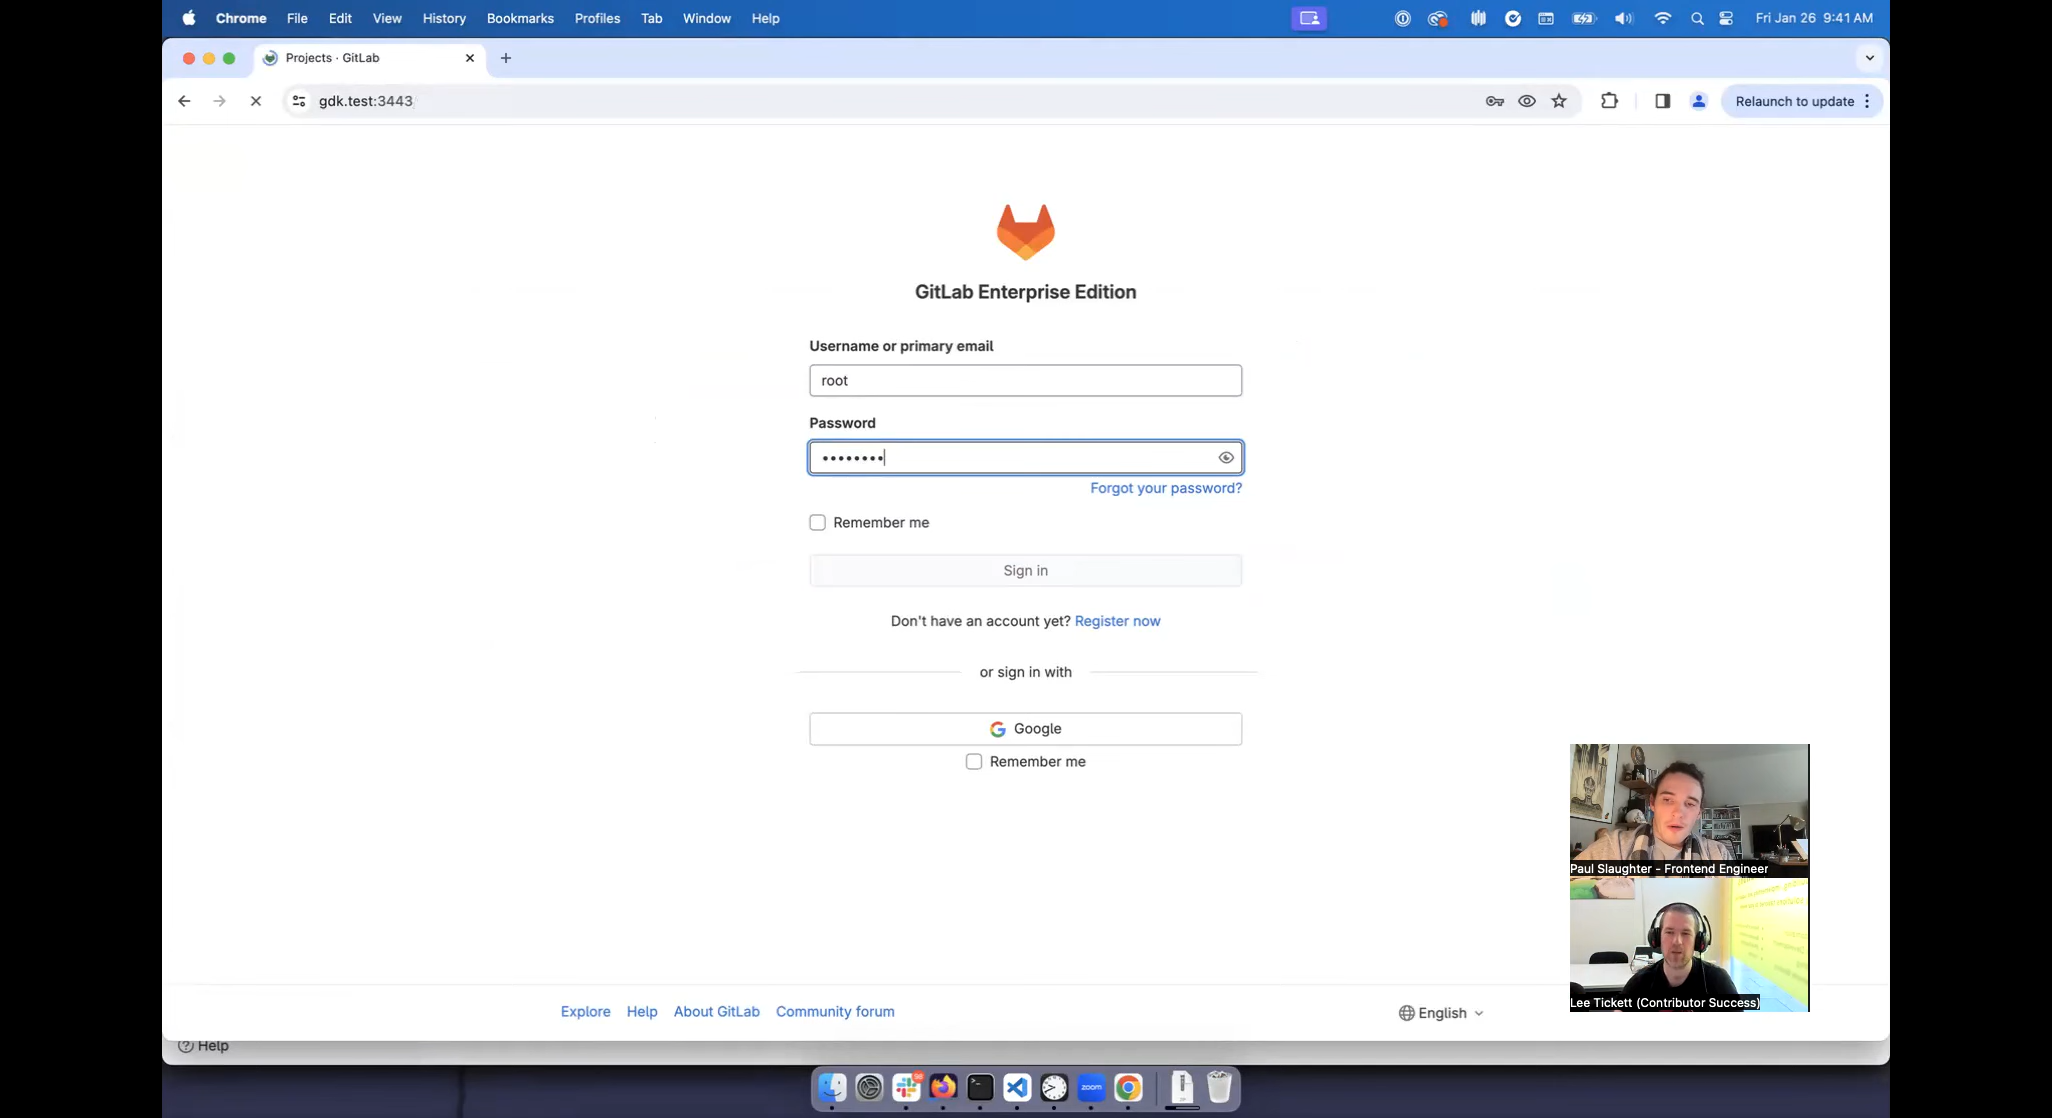 Chrome File Edit View History Bookmarks Profiles Tab Window Help Fri Jan 26 9:41 AM
Projects · GitLab
gdk.test:3443
Relaunch to update
GitLab Enterprise Edition
Username or primary email
root
Password
••••••••
Forgot your password?
Remember me
Sign in
Don't have an account yet? Register now
or sign in with
Google
Remember me
Paul Slaughter - Frontend Engineer
Lee Tickett (Contributor Success)
Explore Help About GitLab Community forum English
Help
zoom